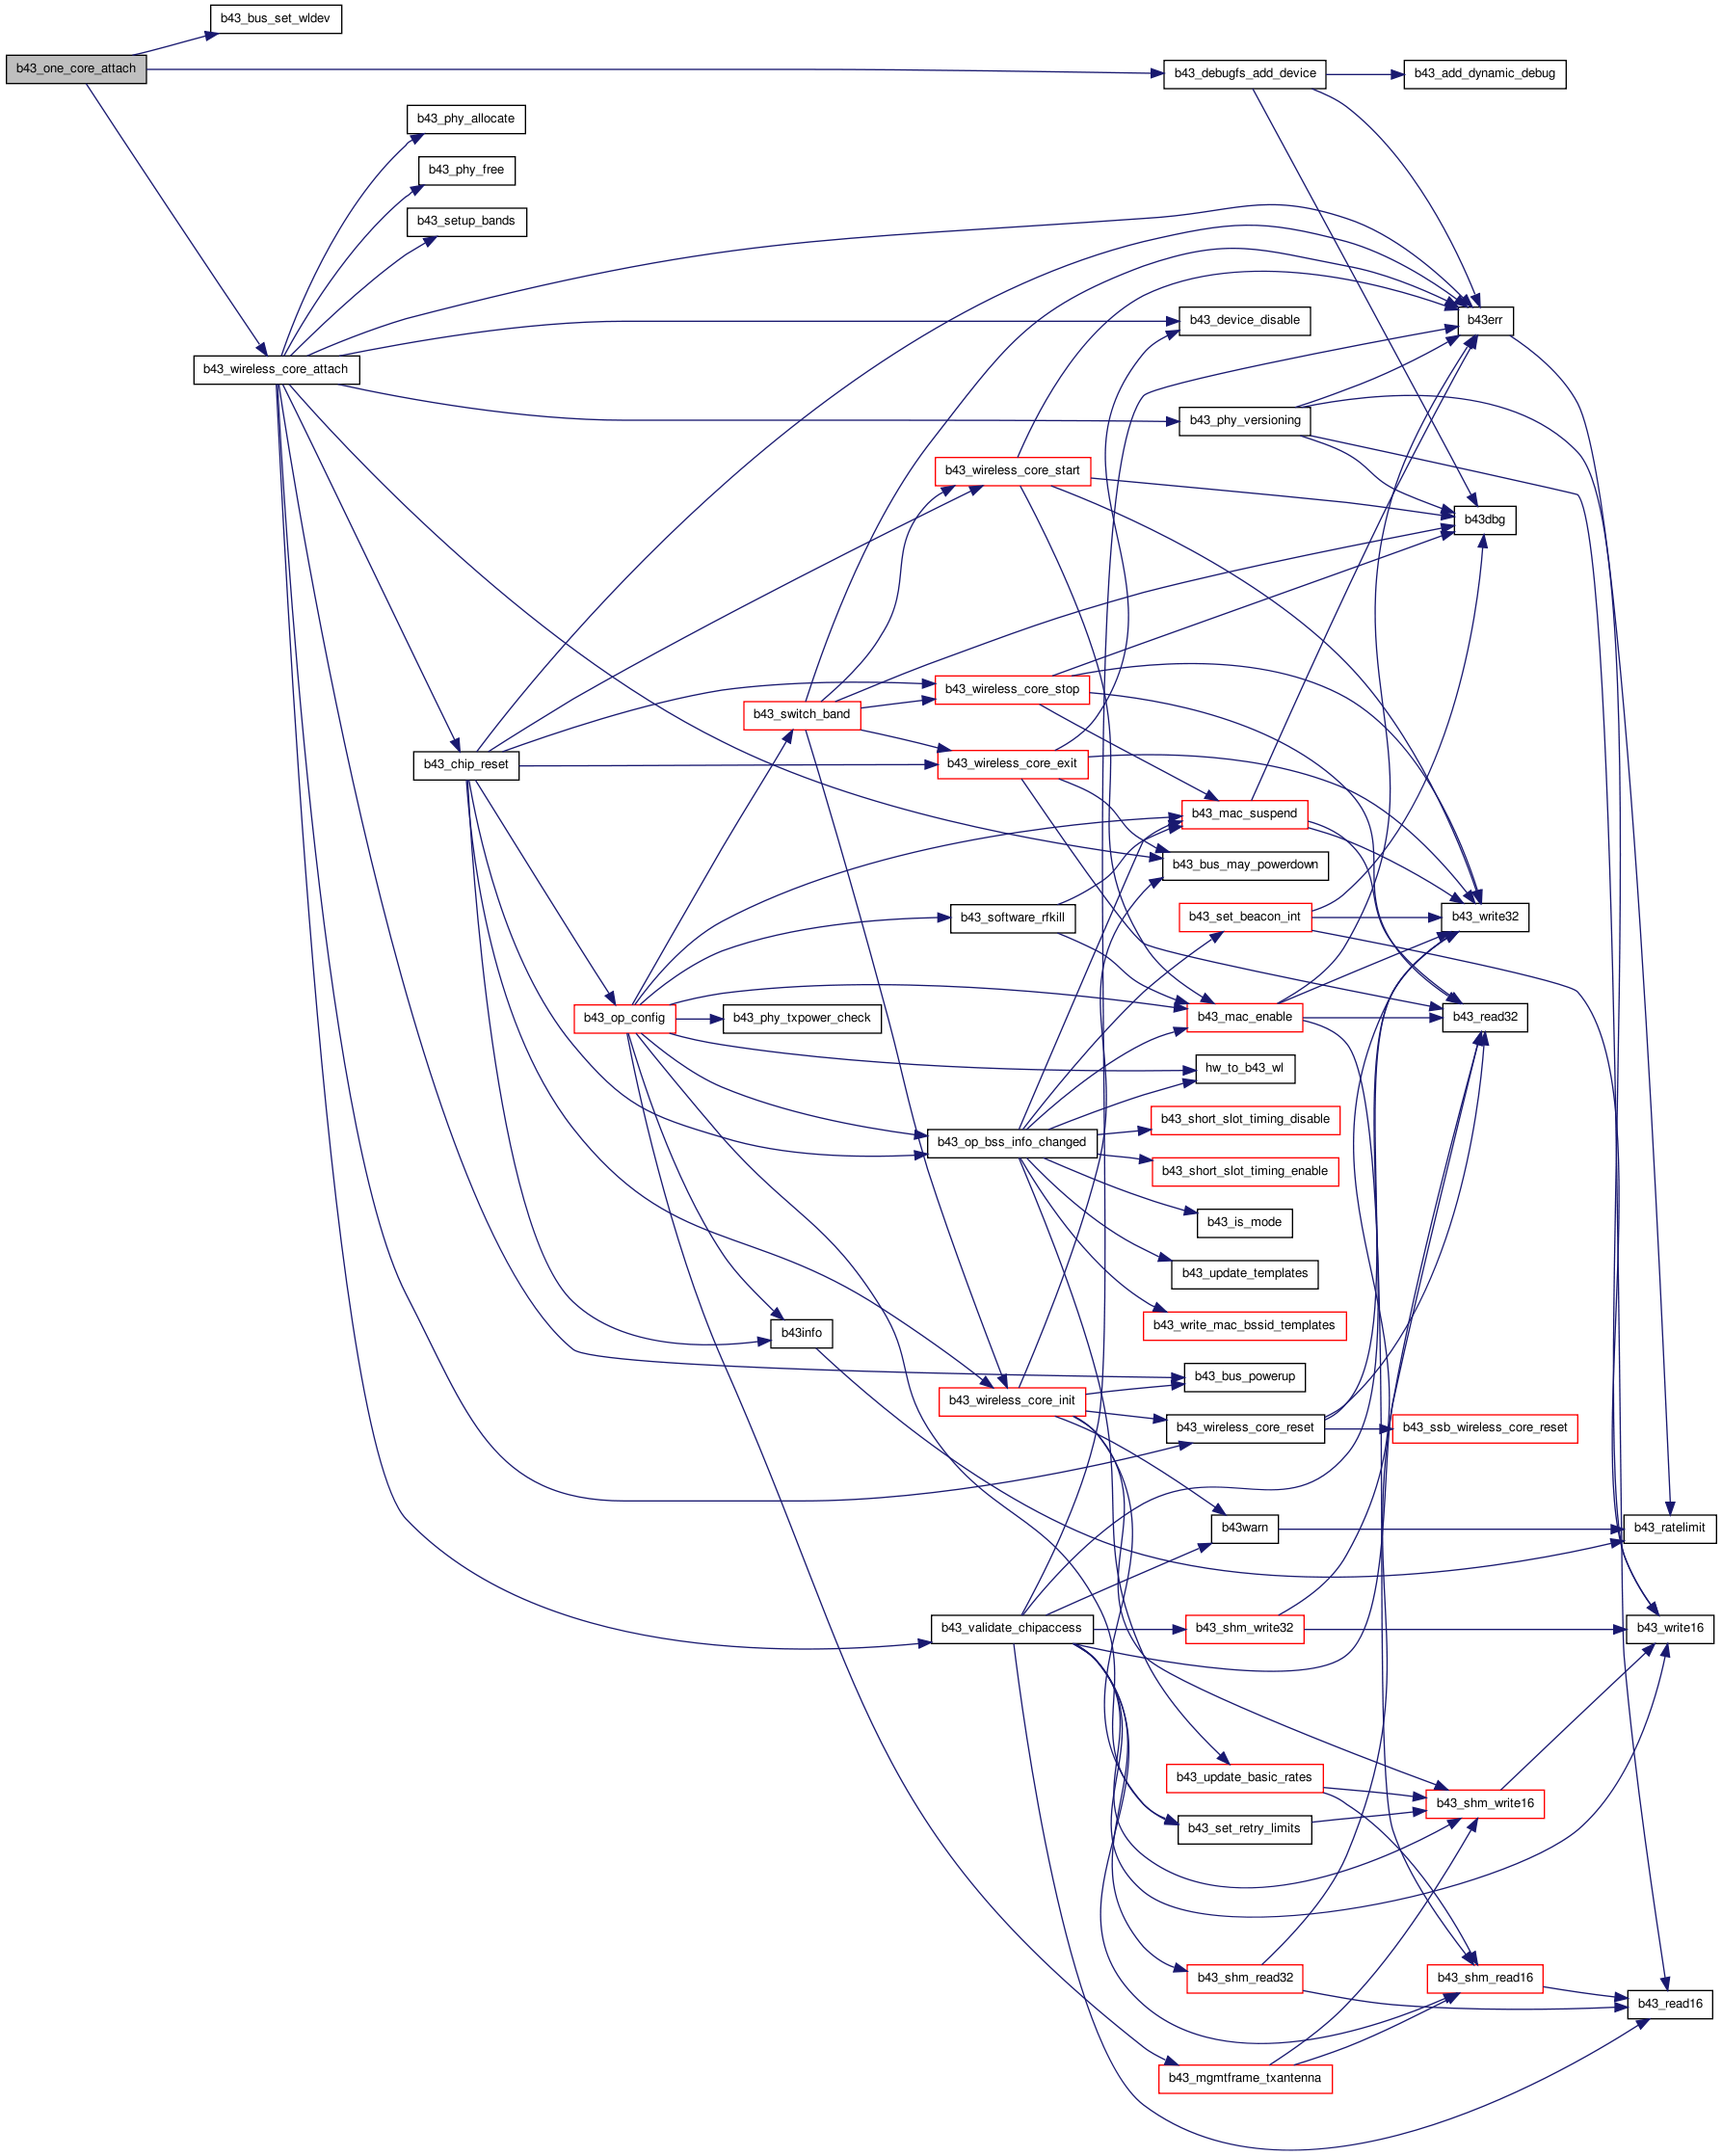 b43_bus_set_wldev
b43_one_core_attach
b43_debugfs_add_device
b43_add_dynamic_debug
b43_phy_allocate
b43_phy_free
b43_setup_bands
b43_device_disable
b43err
b43_wireless_core_attach
b43_phy_versioning
b43_wireless_core_start
b43dbg
b43_wireless_core_stop
b43_switch_band
b43_chip_reset
b43_wireless_core_exit
b43_mac_suspend
b43_bus_may_powerdown
b43_software_rfkill
b43_set_beacon_int
b43_write32
b43_op_config
b43_phy_txpower_check
b43_mac_enable
b43_read32
hw_to_b43_wl
b43_short_slot_timing_disable
b43_op_bss_info_changed
b43_short_slot_timing_enable
b43_is_mode
b43_update_templates
b43_write_mac_bssid_templates
b43info
b43_bus_powerup
b43_wireless_core_init
b43_wireless_core_reset
b43_ssb_wireless_core_reset
b43warn
b43_ratelimit
b43_validate_chipaccess
b43_shm_write32
b43_write16
b43_update_basic_rates
b43_shm_write16
b43_set_retry_limits
b43_shm_read32
b43_shm_read16
b43_read16
b43_mgmtframe_txantenna